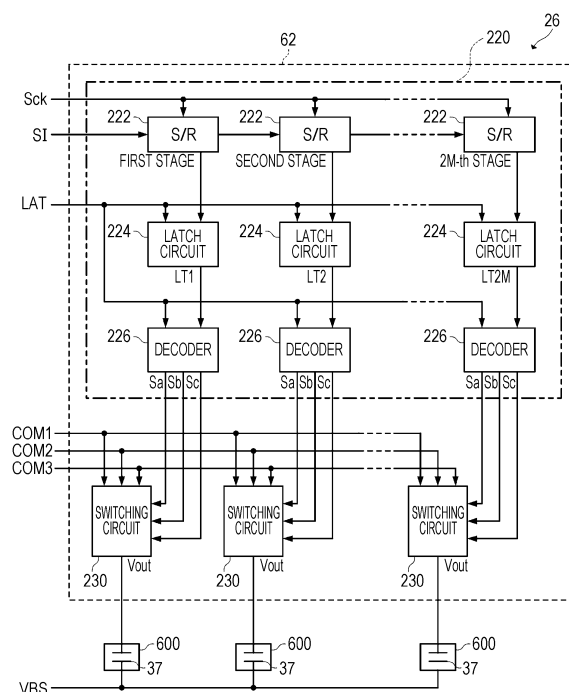 26
62
220
Sck
SI
222
S/R
222
S/R
222
S/R
FIRST STAGE
SECOND STAGE
2M-th STAGE
LAT
224
LATCH
CIRCUIT
224
LATCH
CIRCUIT
224
LATCH
CIRCUIT
LT1
LT2
LT2M
226
DECODER
226
DECODER
226
DECODER
Sa Sb Sc
Sa Sb Sc
Sa Sb Sc
COM1
COM2
COM3
SWITCHING
CIRCUIT
SWITCHING
CIRCUIT
SWITCHING
CIRCUIT
230
Vout
230
Vout
230
Vout
600
600
600
37
37
37
VBS